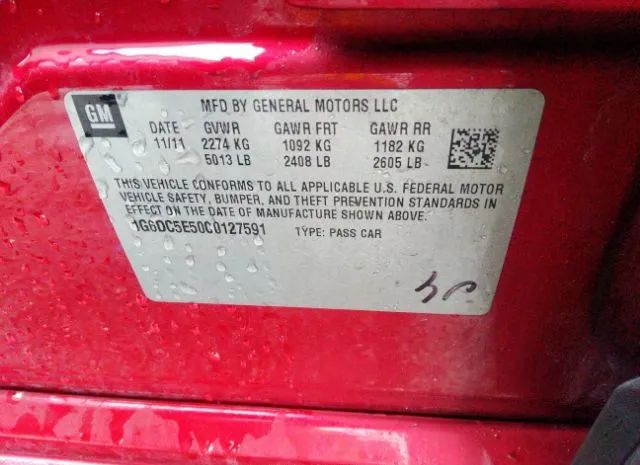 GM
MFD BY GENERAL MOTORS LLC
DATE GVWR GAWR FRT GAWR RR
11/11 2274 KG 1092 KG 1182 KG
5013 LB 2408 LB 2605 LB
THIS VEHICLE CONFORMS TO ALL APPLICABLE U.S. FEDERAL MOTOR
VEHICLE SAFETY, BUMPER, AND THEFT PREVENTION STANDARDS IN
EFFECT ON THE DATE OF MANUFACTURE SHOWN ABOVE.
1G6DC5E50C0127591 TYPE: PASS CAR